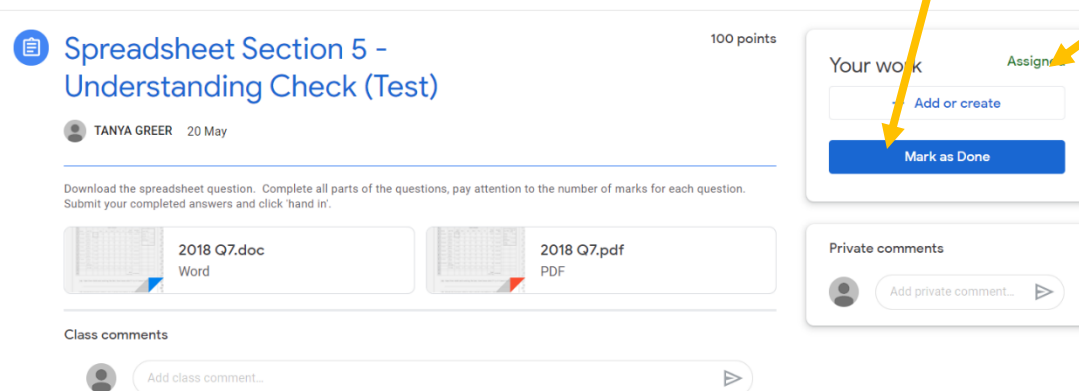 Spreadsheet Section 5 -
Understanding Check (Test)
100 points
TANYA GREER 20 May
Download the spreadsheet question. Complete all parts of the questions, pay attention to the number of marks for each question.
Submit your completed answers and click 'hand in'.
2018 Q7.doc
Word
2018 Q7.pdf
PDF
Class comments
Add class comment...
Your work
Assigned
+ Add or create
Mark as Done
Private comments
Add private comment...